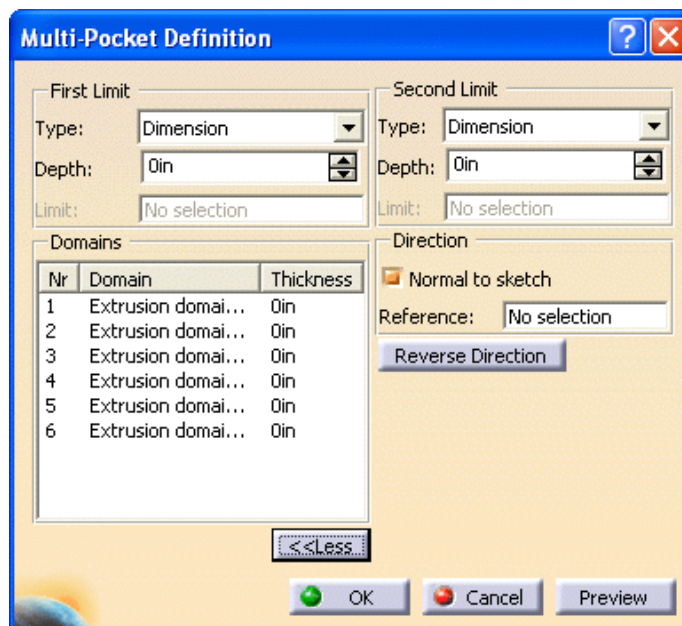 Multi-Pocket Definition
?
First Limit
Type: Dimension
Depth: 0in
Limit: No selection
Second Limit
Type: Dimension
Depth: 0in
Limit: No selection
Domains
Nr Domain Thickness
1 Extrusion domai... 0in
2 Extrusion domai... 0in
3 Extrusion domai... 0in
4 Extrusion domai... 0in
5 Extrusion domai... 0in
6 Extrusion domai... 0in
Direction
Normal to sketch
Reference: No selection
Reverse Direction
<<Less
OK Cancel Preview